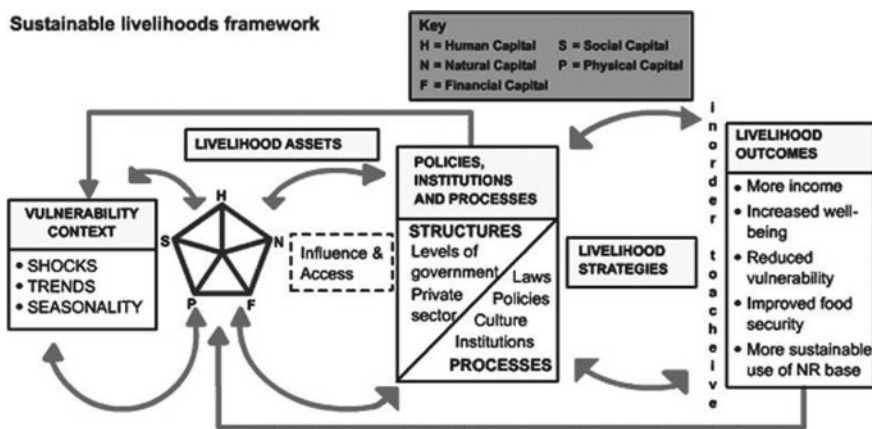 Sustainable livelihoods framework
Key
H = Human Capital S = Social Capital
N = Natural Capital P = Physical Capital
F = Financial Capital
LIVELIHOOD ASSETS
H
S
N
P
F
VULNERABILITY
CONTEXT
• SHOCKS
• TRENDS
• SEASONALITY
Influence &
Access
POLICIES,
INSTITUTIONS
AND PROCESSES
STRUCTURES
Levels of
government
Private
sector
Laws
Policies
Culture
Institutions
PROCESSES
LIVELIHOOD
STRATEGIES
inorder toacheive
LIVELIHOOD
OUTCOMES
• More income
• Increased well-
being
• Reduced
vulnerability
• Improved food
security
• More sustainable
use of NR base